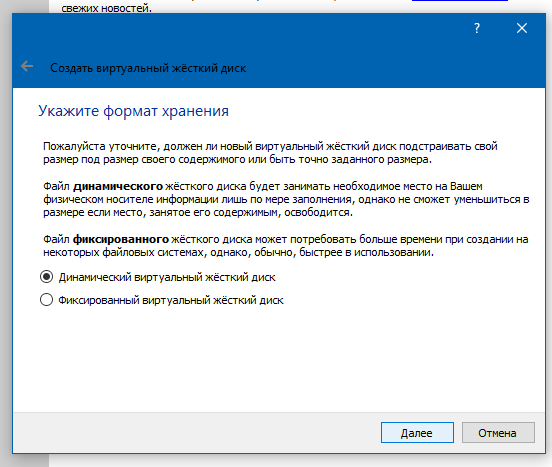 свежих новостей.
?
Создать виртуальный жёсткий диск
Укажите формат хранения
Пожалуйста уточните, должен ли новый виртуальный жёсткий диск подстраивать свой
размер под размер своего содержимого или быть точно заданного размера.
Файл динамического жёсткого диска будет занимать необходимое место на Вашем
физическом носителе информации лишь по мере заполнения, однако не сможет уменьшиться в
размере если место, занятое его содержимым, освободится.
Файл фиксированного жёсткого диска может потребовать больше времени при создании на
некоторых файловых системах, однако, обычно, быстрее в использовании.
Динамический виртуальный жёсткий диск
Фиксированный виртуальный жёсткий диск
Далее
Отмена